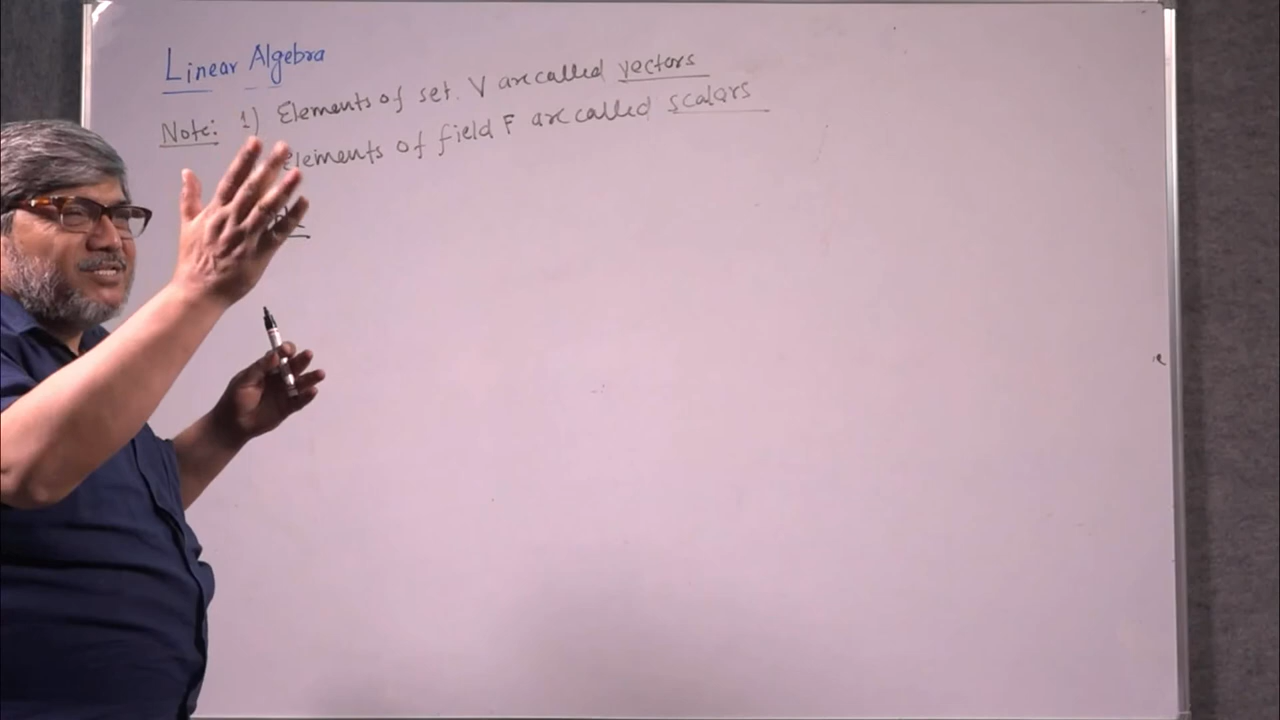 Linear Algebra
Note: 1) Elements of set. V are called vectors
Elements of field F are called scalars